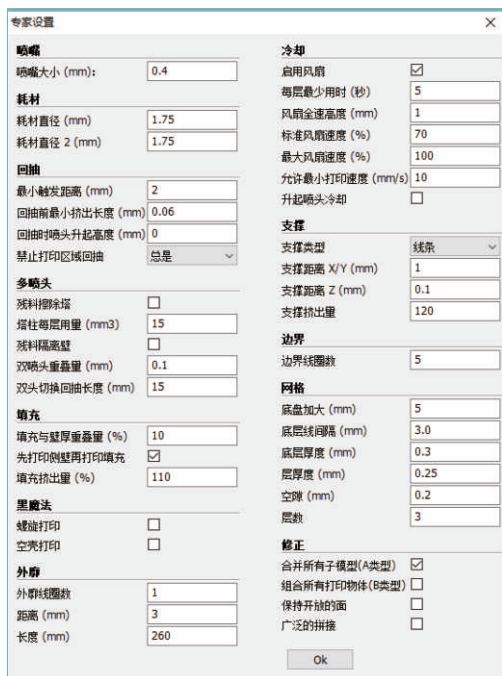 专家设置
喷嘴
喷嘴大小 (mm): 0.4
耗材
耗材直径 (mm) 1.75
耗材直径 2 (mm) 1.75
回抽
最小触发距离 (mm) 2
回抽前最小挤出长度 (mm) 0.06
回抽时喷头升起高度 (mm) 0
禁止打印区域回抽 总是
多喷头
残料擦除塔
塔柱每层用量 (mm3) 15
残料隔离壁
双喷头重叠量 (mm) 0.1
双头切换回抽长度 (mm) 15
填充
填充与壁厚重叠量 (%) 10
先打印侧壁再打印填充
填充挤出量 (%) 110
黑魔法
螺旋打印
空壳打印
外廓
外廓线圈数 1
距离 (mm) 3
长度 (mm) 260
冷却
启用风扇
每层最少用时 (秒) 5
风扇全速高度 (mm) 1
标准风扇速度 (%) 70
最大风扇速度 (%) 100
允许最小打印速度 (mm/s) 10
升起喷头冷却
支撑
支撑类型 线条
支撑距离 X/Y (mm) 1
支撑距离 Z (mm) 0.1
支撑挤出量 120
边界
边界线圈数 5
网格
底盘加大 (mm) 5
底层线间隔 (mm) 3.0
底层厚度 (mm) 0.3
层厚度 (mm) 0.25
空隙 (mm) 0.2
层数 3
修正
合并所有子模型(A类型)
组合所有打印物体(B类型)
保持开放的面
广泛的拼接
Ok